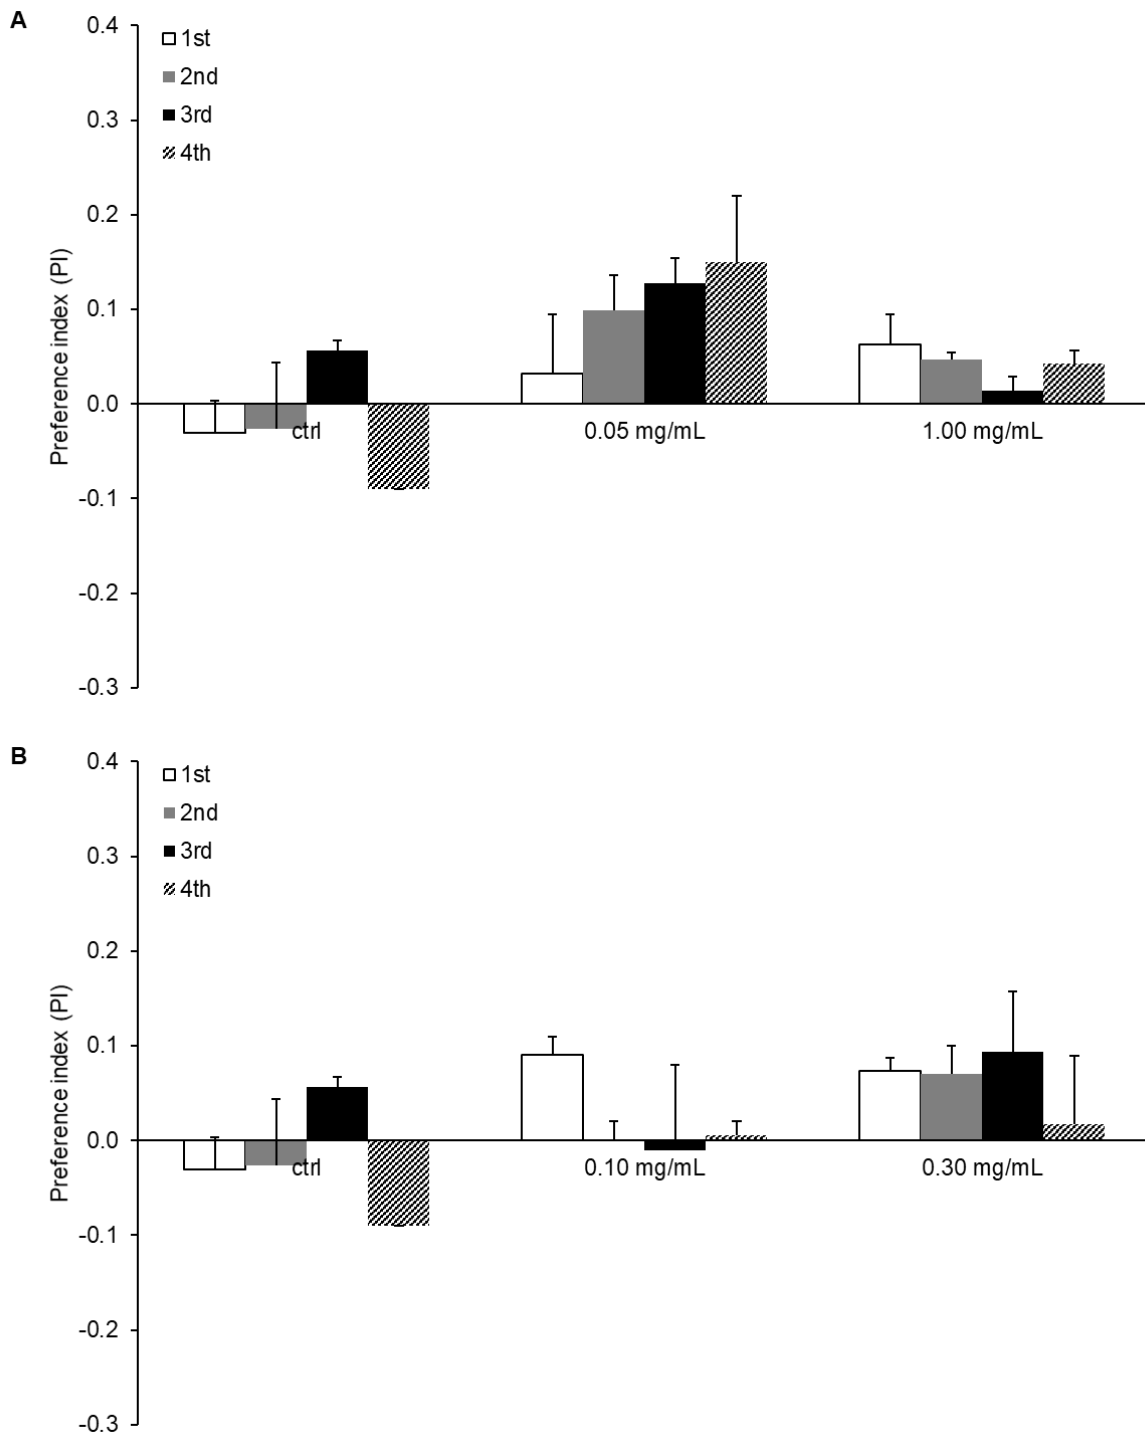 A
0.4
0.3
0.2
0.1
0.0
-0.1
-0.2
-0.3
Preference index (PI)
1st
2nd
3rd
4th
ctrl
0.05 mg/mL
1.00 mg/mL
B
0.4
0.3
0.2
0.1
0.0
-0.1
-0.2
-0.3
Preference index (PI)
1st
2nd
3rd
4th
ctrl
0.10 mg/mL
0.30 mg/mL